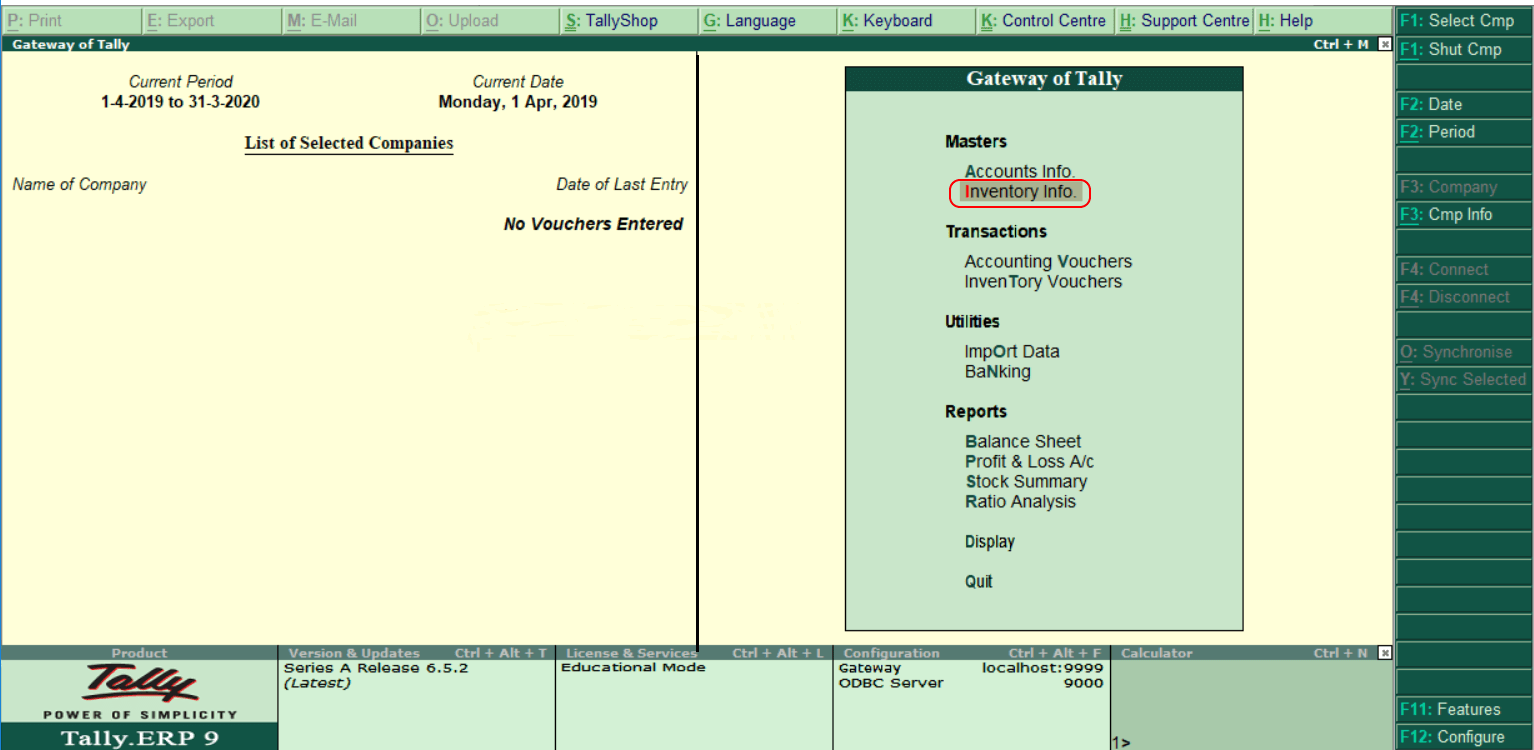 P: Print E: Export M: E-Mail O: Upload S: TallyShop G: Language K: Keyboard K: Control Centre H: Support Centre H: Help
Gateway of Tally Ctrl + M
Current Period Current Date
1-4-2019 to 31-3-2020 Monday, 1 Apr, 2019
List of Selected Companies
Name of Company Date of Last Entry
No Vouchers Entered
Gateway of Tally
Masters
Accounts Info.
Inventory Info.
Transactions
Accounting Vouchers
InvenTory Vouchers
Utilities
ImpOrt Data
BaNking
Reports
Balance Sheet
Profit & Loss A/c
Stock Summary
Ratio Analysis
Display
Quit
F1: Select Cmp
F1: Shut Cmp
F2: Date
F2: Period
F3: Company
F3: Cmp Info
F4: Connect
F4: Disconnect
O: Synchronise
Y: Sync Selected
F11: Features
F12: Configure
Product
Tally
POWER OF SIMPLICITY
Tally.ERP 9
Version & Updates Ctrl + Alt + T
Series A Release 6.5.2
(Latest)
License & Services Ctrl + Alt + L
Educational Mode
Configuration Ctrl + Alt + F
Gateway localhost:9999
ODBC Server 9000
Calculator Ctrl + N
1>